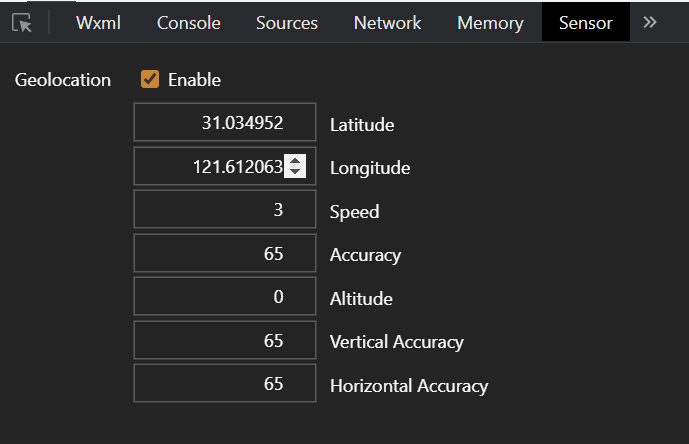 Wxml Console Sources Network Memory Sensor
Geolocation Enable
31.034952 Latitude
121.612063 Longitude
3 Speed
65 Accuracy
0 Altitude
65 Vertical Accuracy
65 Horizontal Accuracy